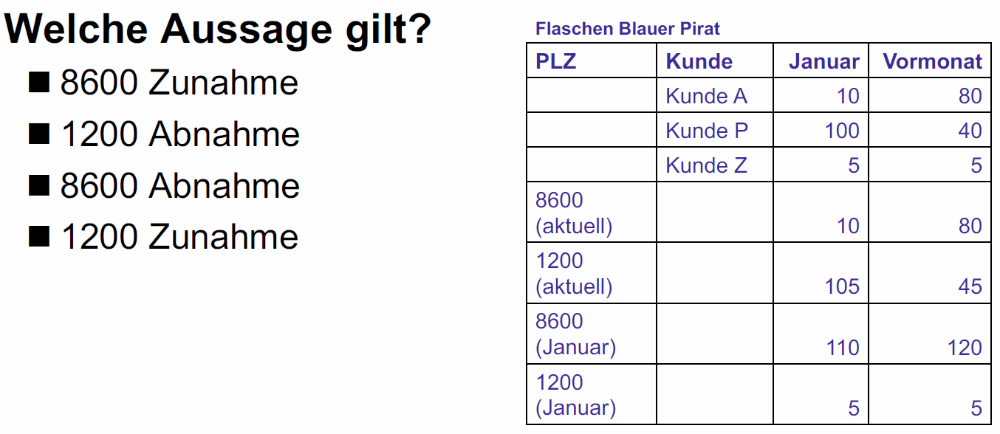 Welche Aussage gilt?
8600 Zunahme
1200 Abnahme
8600 Abnahme
1200 Zunahme
Flaschen Blauer Pirat
PLZ Kunde Januar Vormonat
Kunde A 10 80
Kunde P 100 40
Kunde Z 5 5
8600
(aktuell) 10 80
1200
(aktuell) 105 45
8600
(Januar) 110 120
1200
(Januar) 5 5